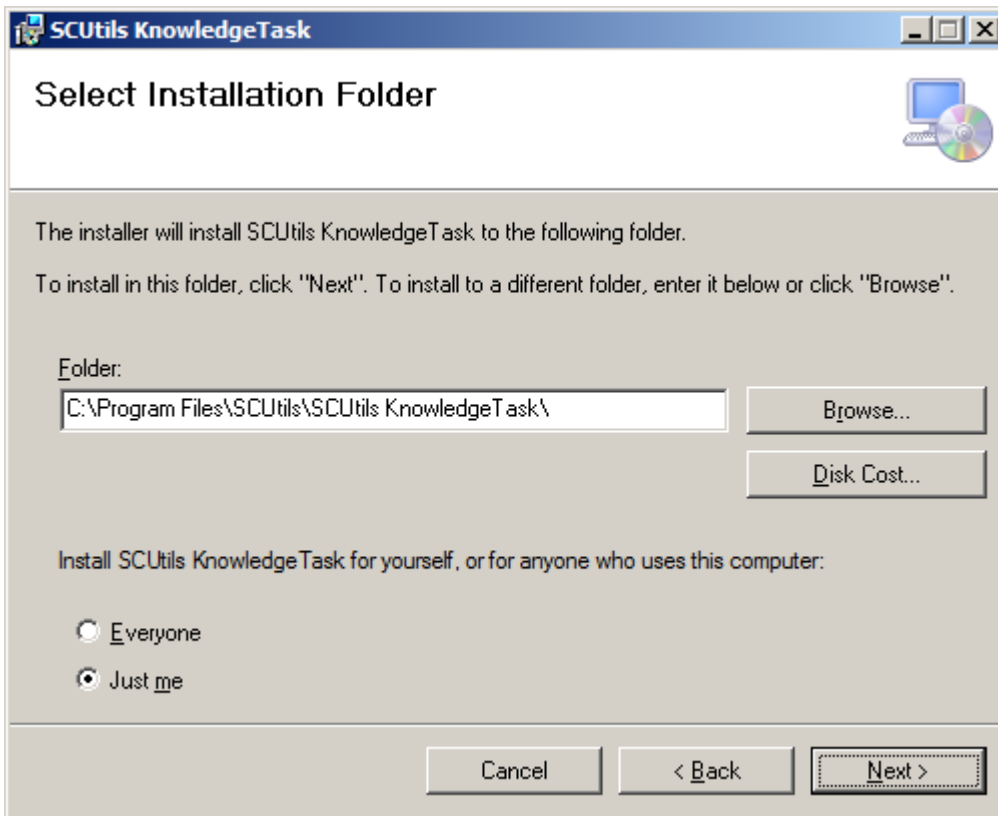 SCUtils KnowledgeTask
Select Installation Folder
The installer will install SCUtils KnowledgeTask to the following folder.
To install in this folder, click "Next". To install to a different folder, enter it below or click "Browse".
Folder:
C:\Program Files\SCUtils\SCUtils KnowledgeTask\
Browse...
Disk Cost...
Install SCUtils KnowledgeTask for yourself, or for anyone who uses this computer:
Everyone
Just me
Cancel
< Back
Next >